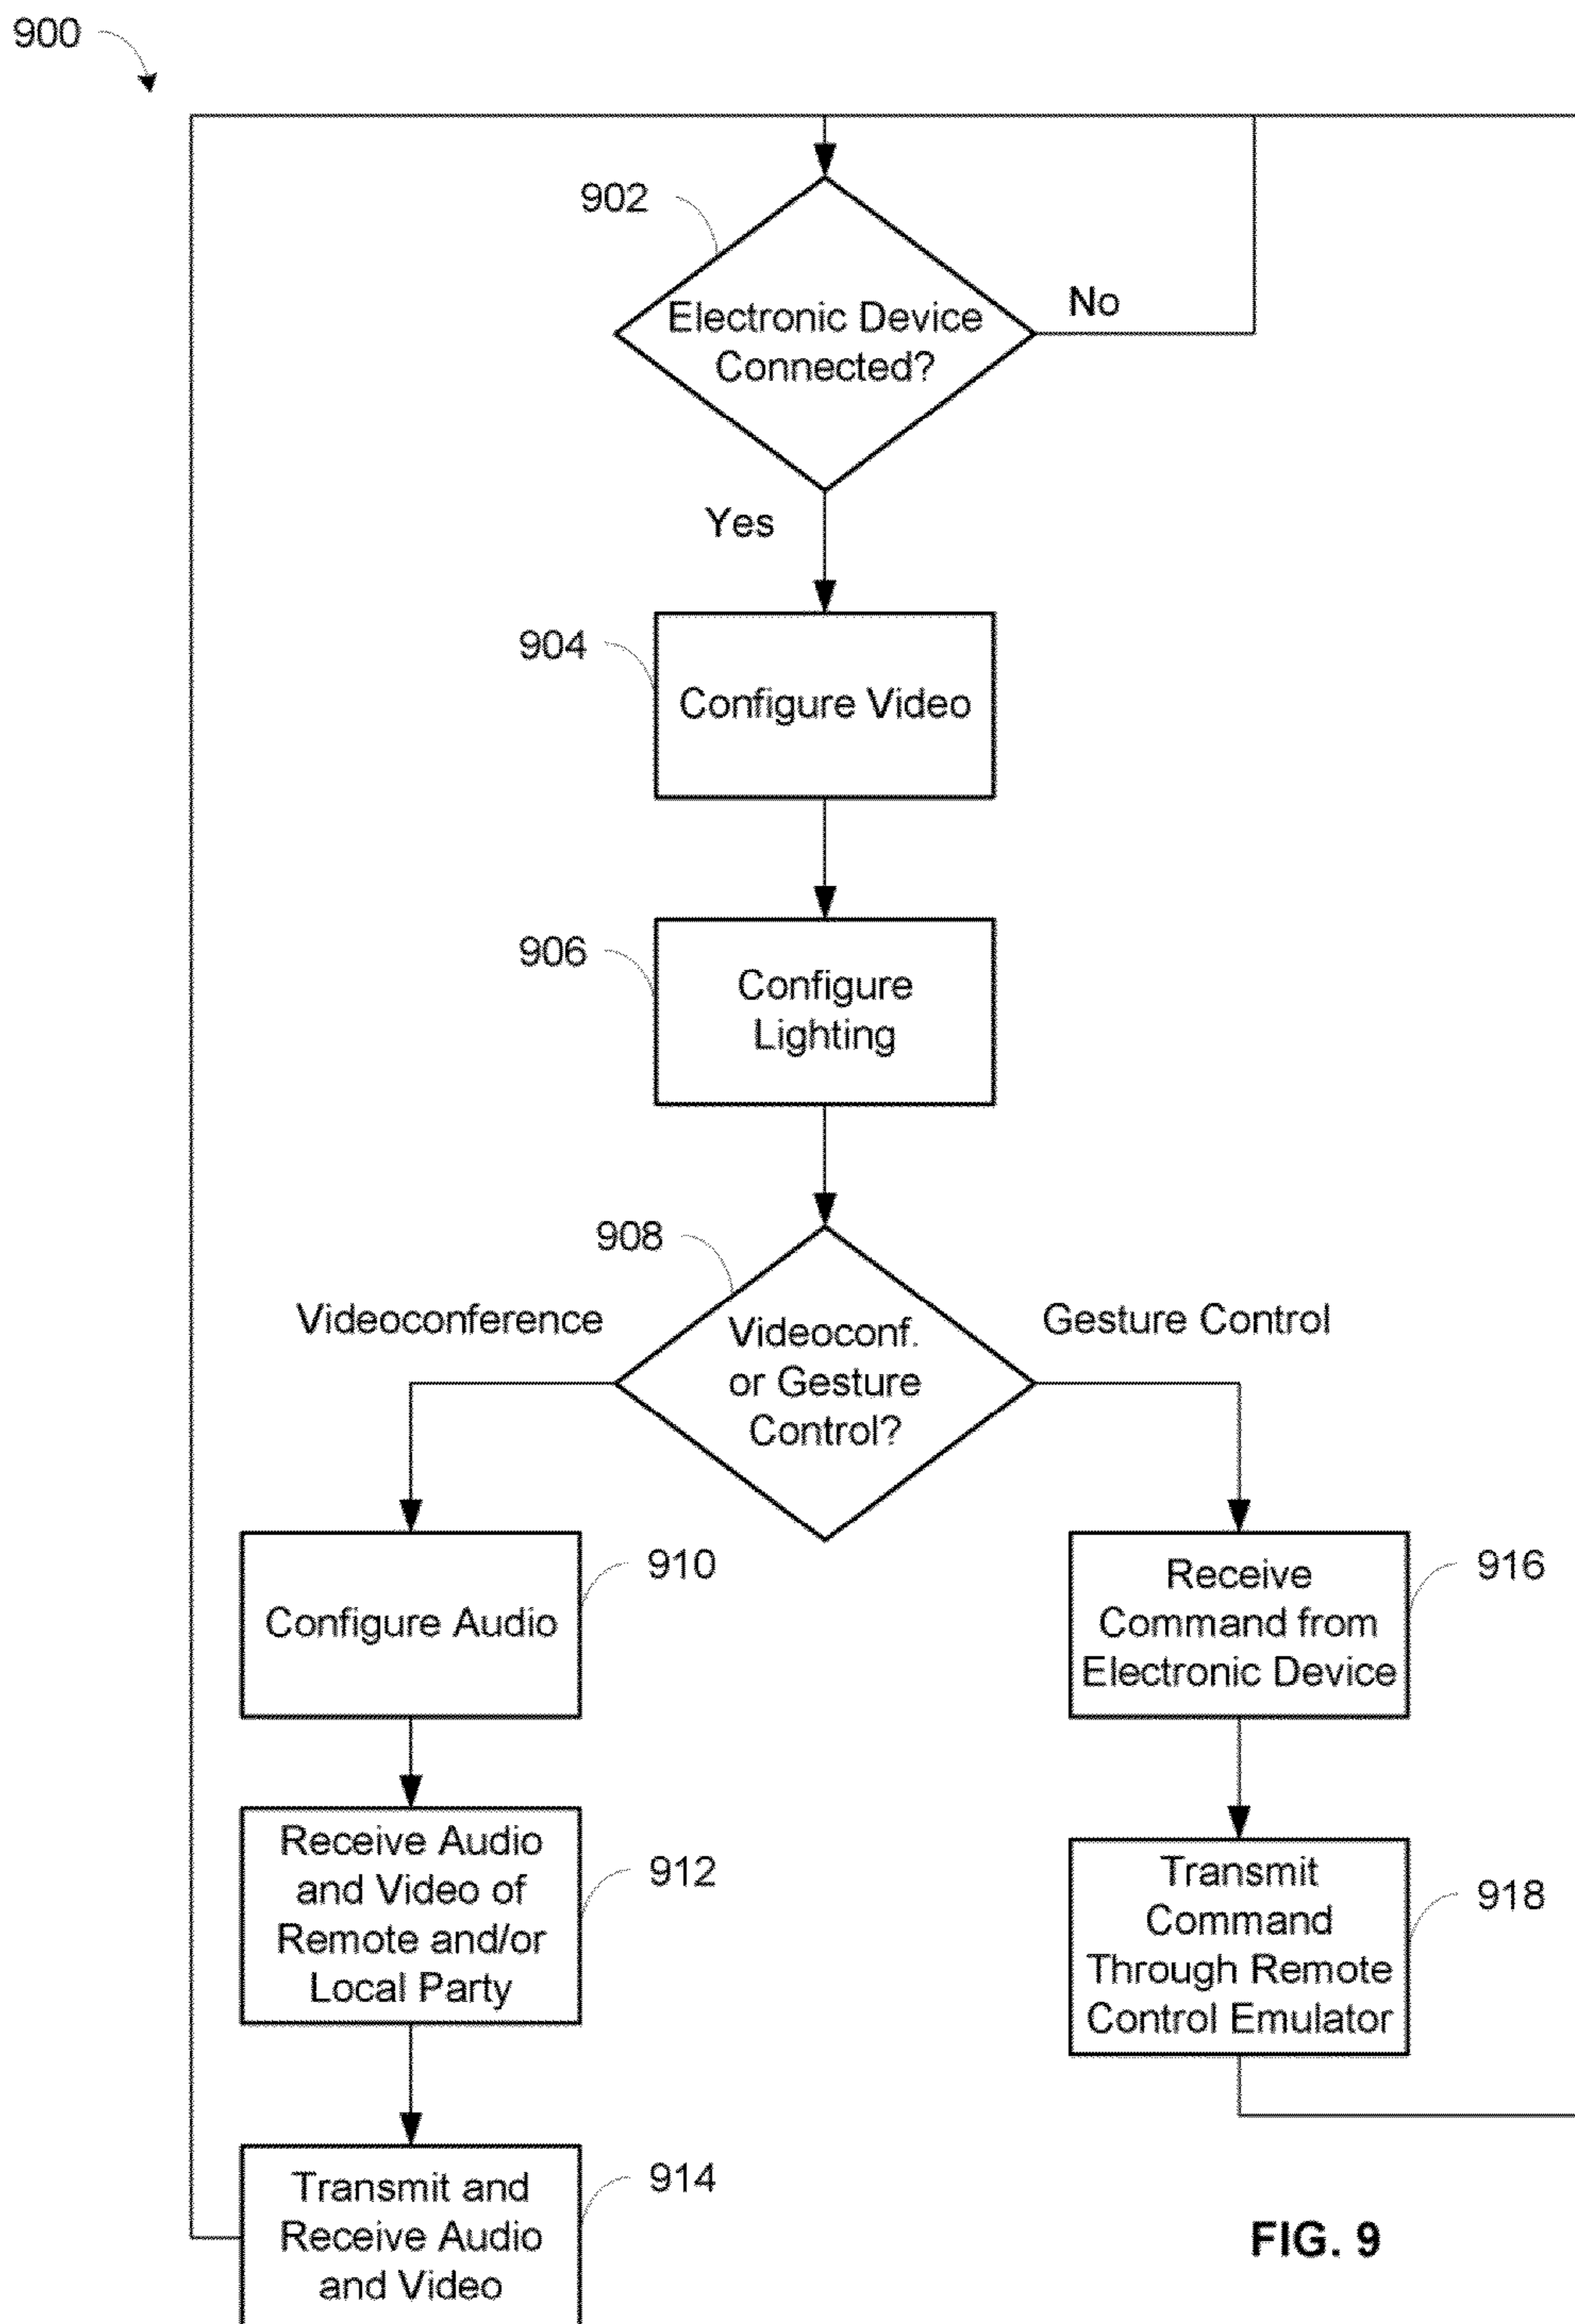 900
902
Electronic Device
Connected?
No
Yes
904
Configure Video
906
Configure
Lighting
908
Videoconference
Videoconf.
or Gesture
Control?
Gesture Control
910
Configure Audio
916
Receive
Command from
Electronic Device
912
Receive Audio
and Video of
Remote and/or
Local Party
918
Transmit
Command
Through Remote
Control Emulator
914
Transmit and
Receive Audio
and Video
FIG. 9